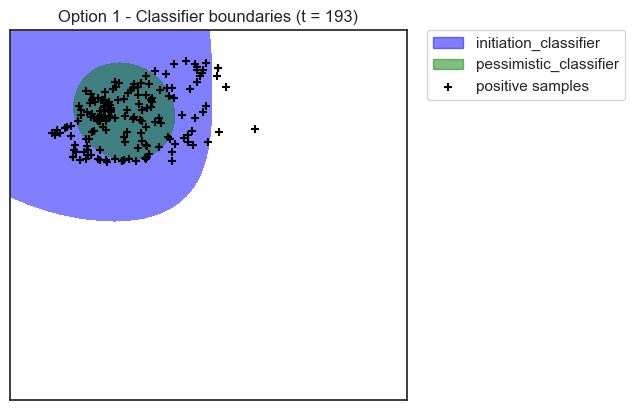 Option 1 - Classifier boundaries (t = 193)
initiation_classifier
pessimistic_classifier
positive samples